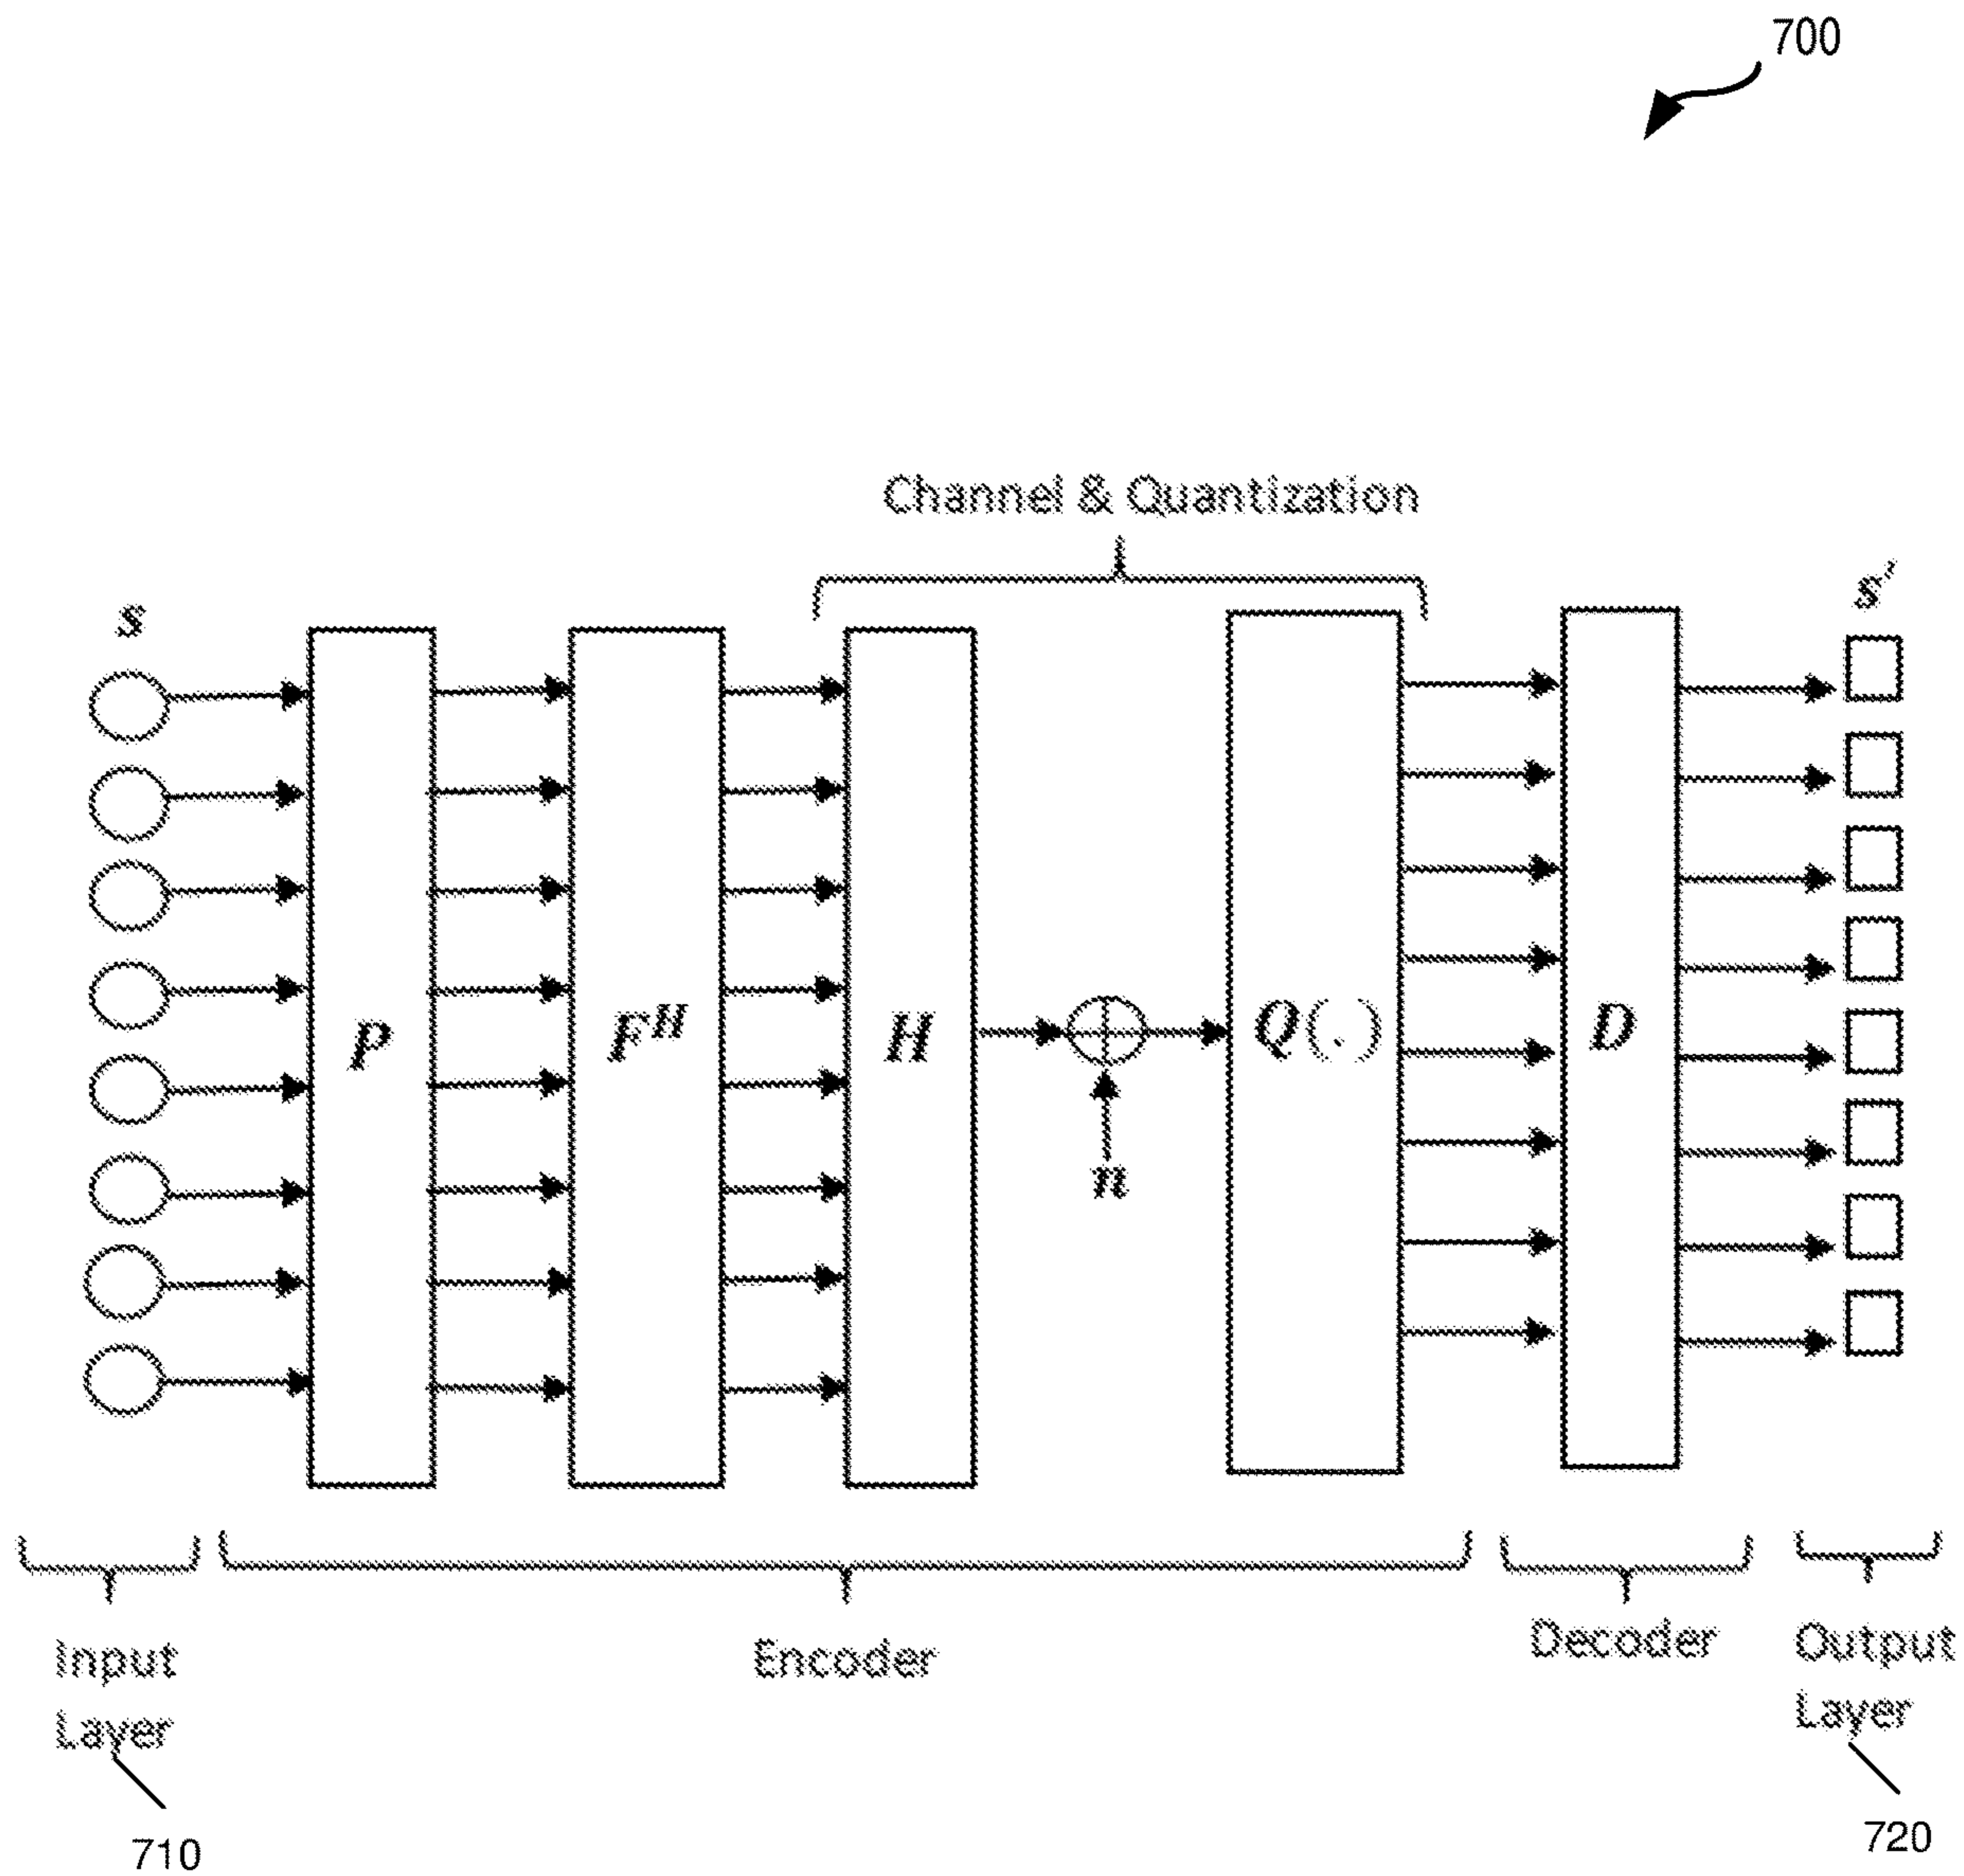 700
Channel & Quantization
s
s'
P
F^H
H
Q(.)
D
n
Input
Layer
Encoder
Decoder
Output
Layer
710
720